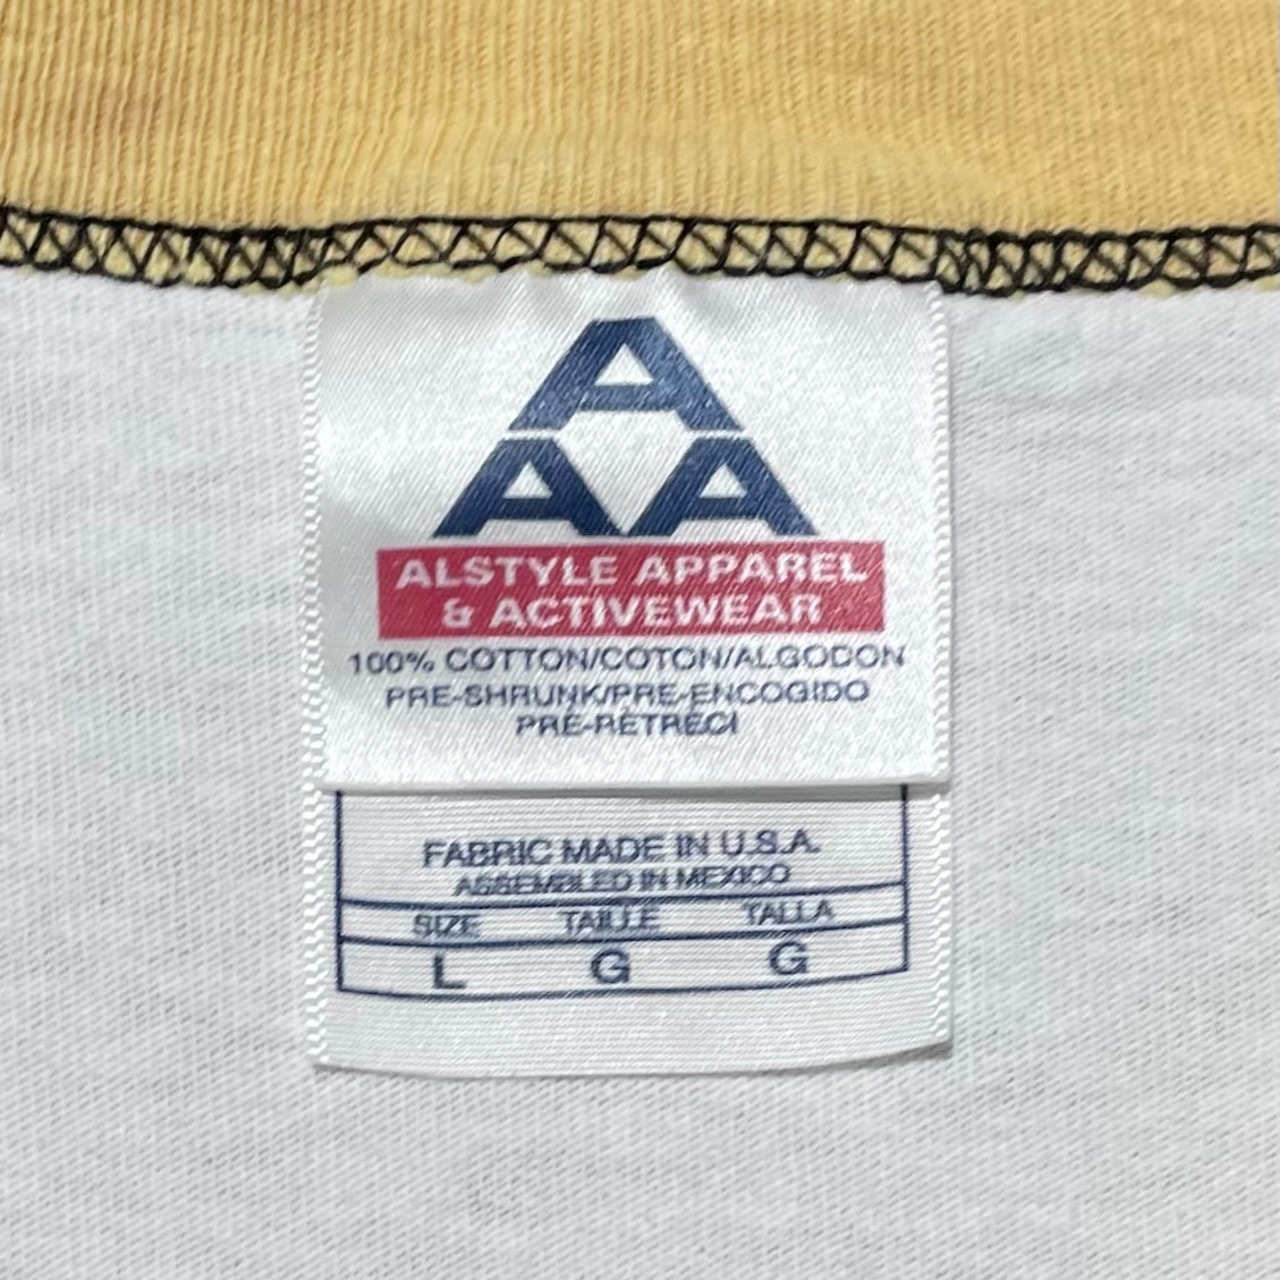 A
AA
ALSTYLE APPAREL
& ACTIVEWEAR
100% COTTON/COTON/ALGODON
PRE-SHRUNK/PRE-ENCOGIDO
PRÉ-RÉTRÉCI
FABRIC MADE IN U.S.A.
ASSEMBLED IN MEXICO
SIZE TAILLE TALLA
L G G